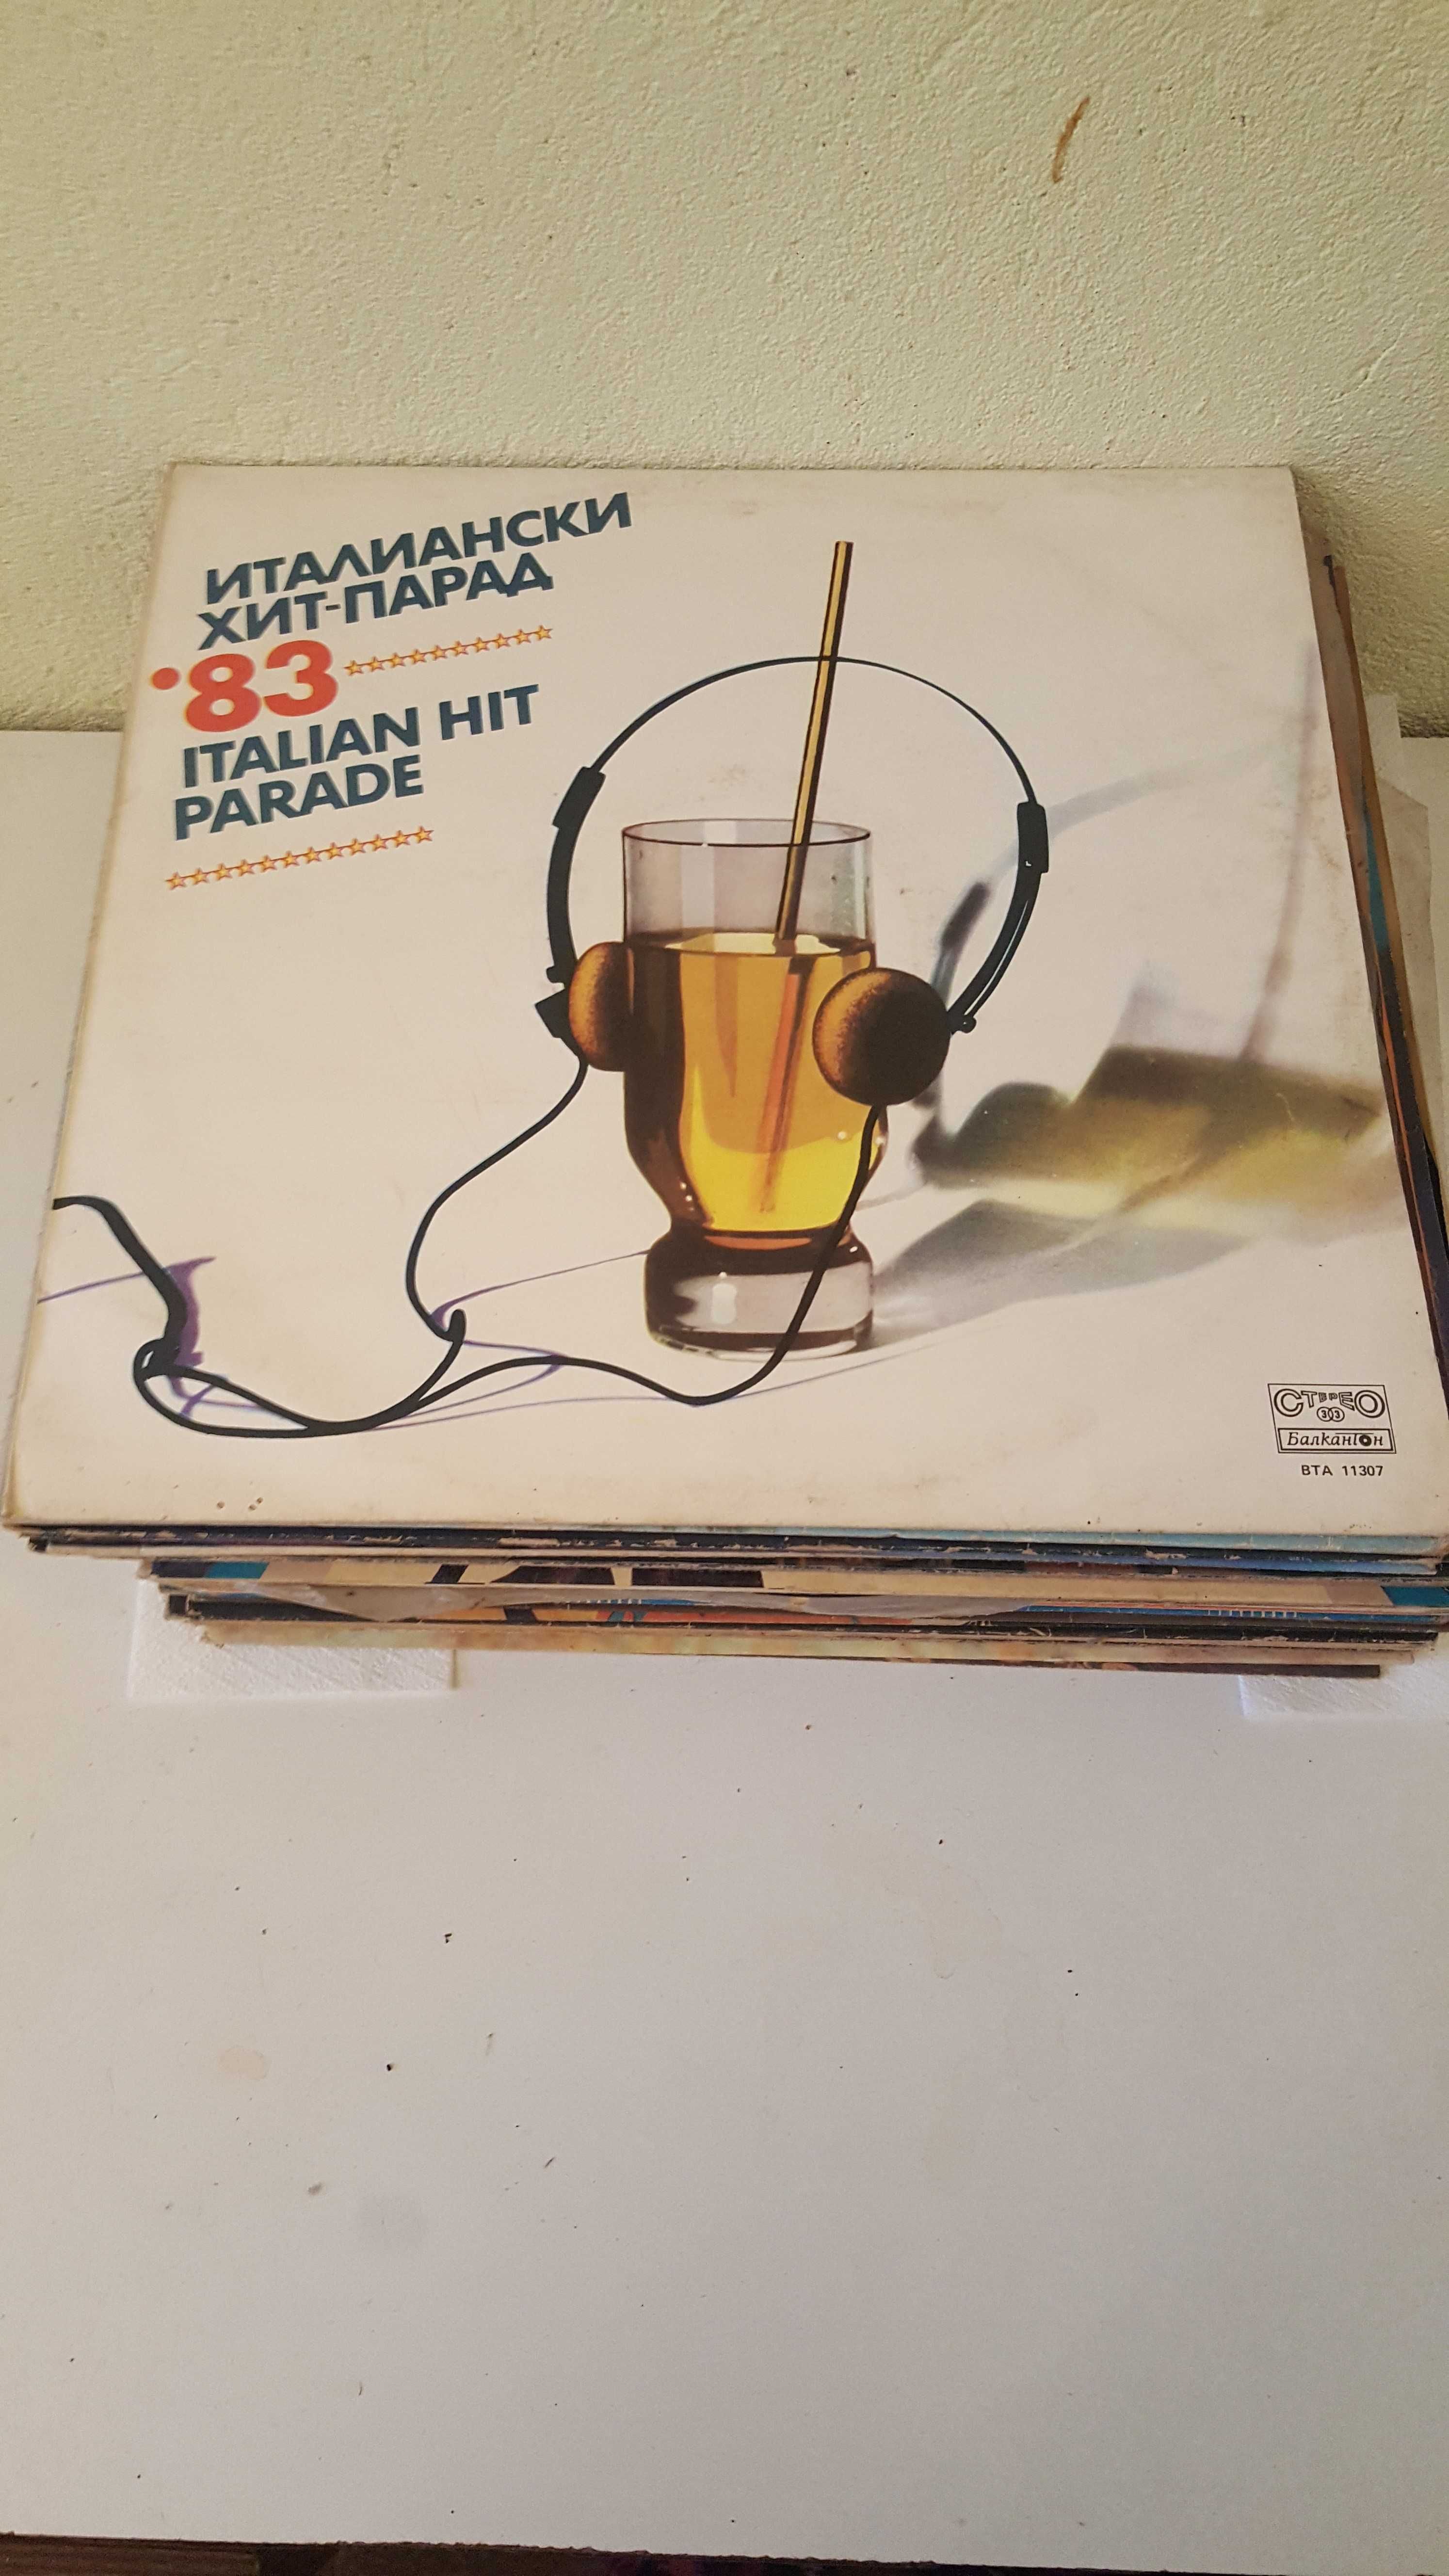 ИТАЛИАНСКИ
ХИТ-ПАРАД
'83
ITALIAN HIT
PARADE
СТЕРЕО
33
Балкантон
ВТА 11307